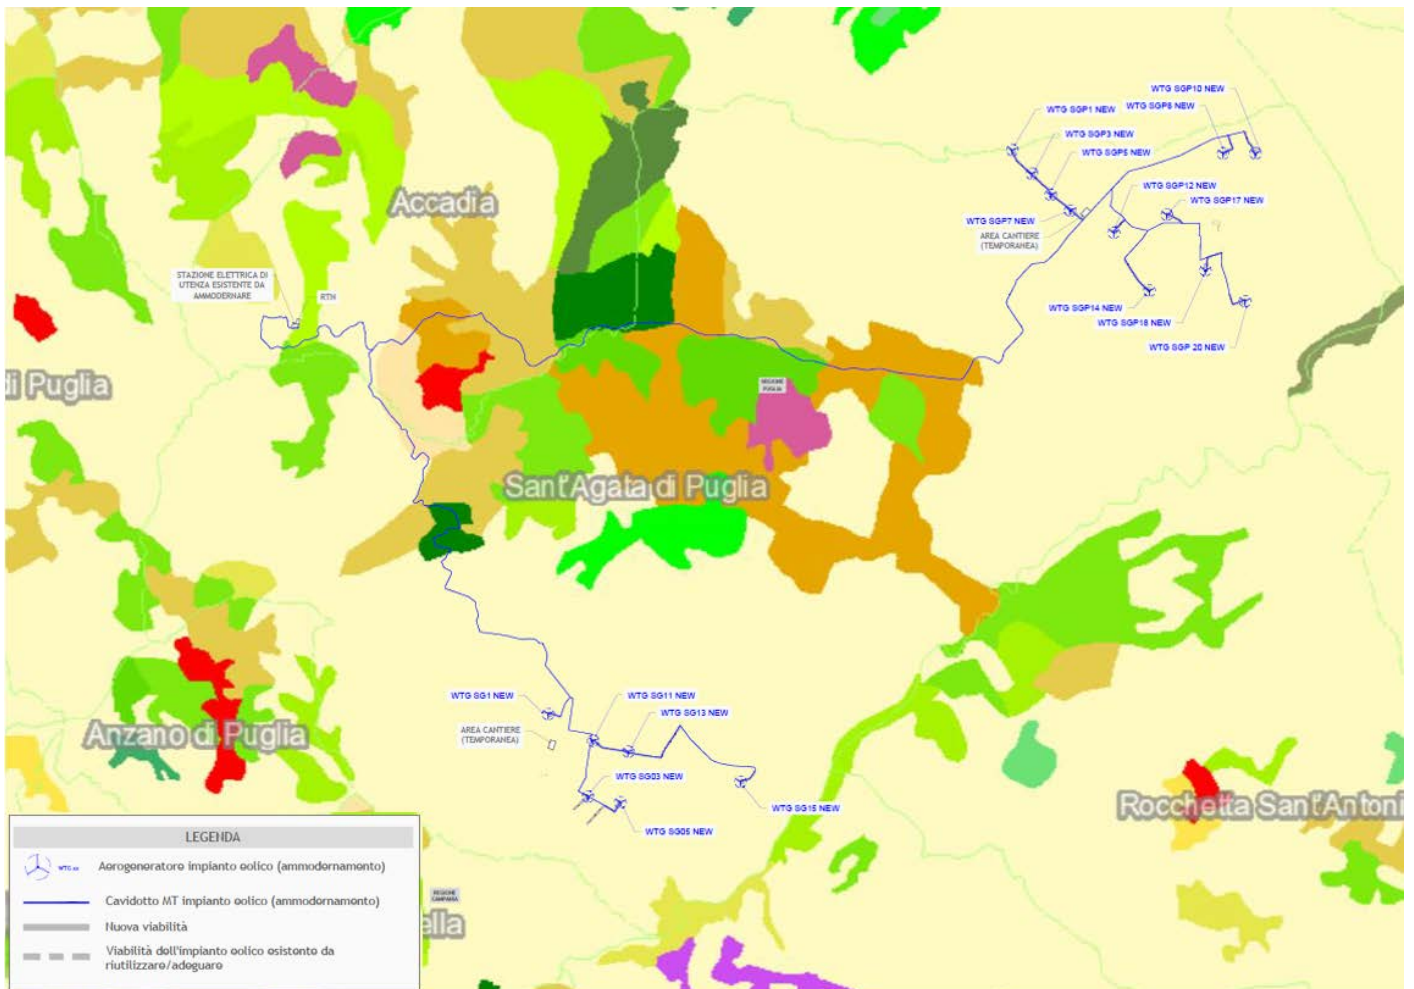 WTG SGP10 NEW
WTG SGP1 NEW
WTG SGP8 NEW
WTG SGP3 NEW
WTG SGP5 NEW
WTG SGP12 NEW
WTG SGP17 NEW
WTG SGP7 NEW
AREA CANTIERE
(TEMPORANEA)
Accadia
STAZIONE ELETTRICA DI
UTENZA ESISTENTE DA
AMMODERNARE
RTN
WTG SGP14 NEW
WTG SGP18 NEW
WTG SGP 20 NEW
di Puglia
REGIONE
PUGLIA
Sant'Agata di Puglia
WTG SG1 NEW
WTG SG11 NEW
WTG SG13 NEW
AREA CANTIERE
(TEMPORANEA)
Anzano di Puglia
WTG SG03 NEW
WTG SG15 NEW
WTG SG05 NEW
Rocchetta Sant'Antoni
REGIONE
CAMPANIA
ella
LEGENDA
Aerogeneratore impianto eolico (ammodernamento)
Cavidotto MT impianto eolico (ammodernamento)
Nuova viabilità
Viabilità dell'impianto eolico esistente da
riutilizzare/adeguare